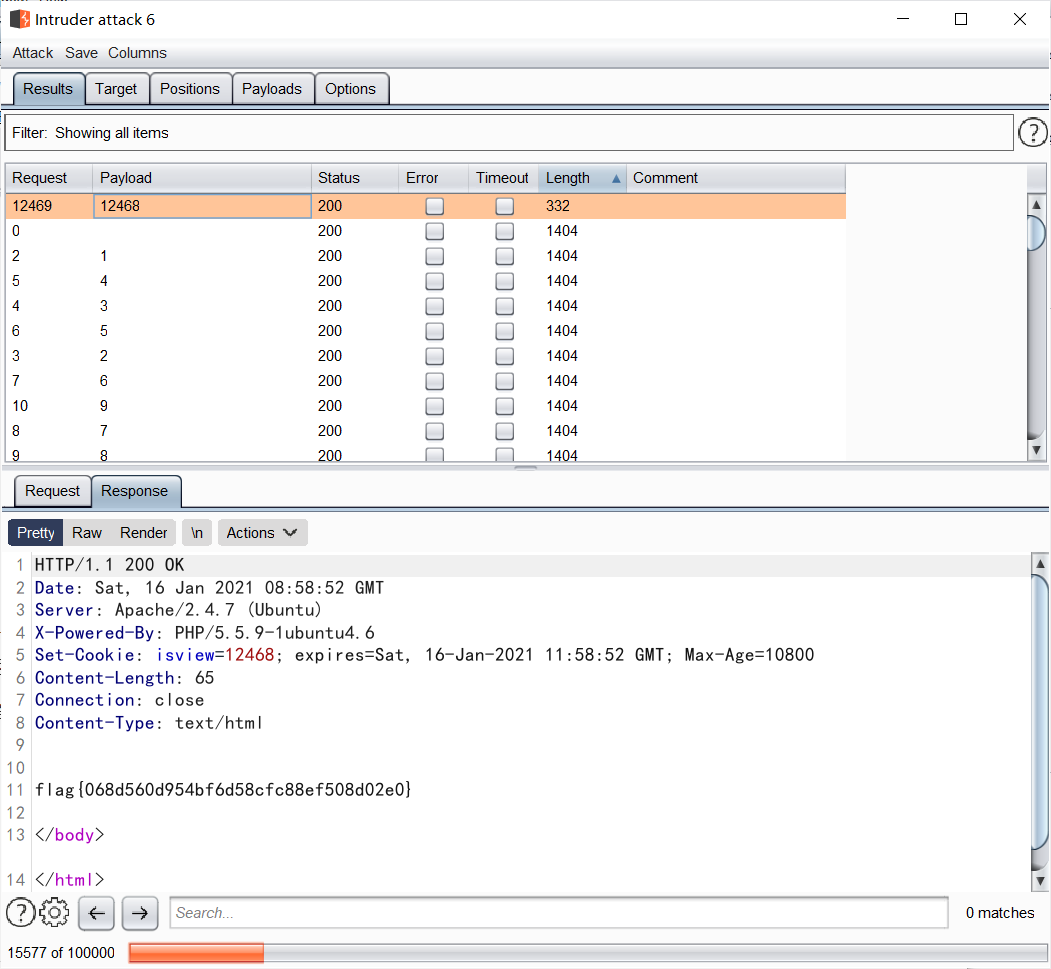 Intruder attack 6
Attack Save Columns
Results Target Positions Payloads Options
Filter: Showing all items
Request Payload Status Error Timeout Length Comment
12469 12468 200 332
0 200 1404
2 1 200 1404
5 4 200 1404
4 3 200 1404
6 5 200 1404
3 2 200 1404
7 6 200 1404
10 9 200 1404
8 7 200 1404
9 8 200 1404
Request Response
Pretty Raw Render \n Actions
1 HTTP/1.1 200 OK
2 Date: Sat, 16 Jan 2021 08:58:52 GMT
3 Server: Apache/2.4.7 (Ubuntu)
4 X-Powered-By: PHP/5.5.9-1ubuntu4.6
5 Set-Cookie: isview=12468; expires=Sat, 16-Jan-2021 11:58:52 GMT; Max-Age=10800
6 Content-Length: 65
7 Connection: close
8 Content-Type: text/html
9
10
11 flag{068d560d954bf6d58cfc88ef508d02e0}
12
13 </body>
14 </html>
Search...
0 matches
15577 of 100000